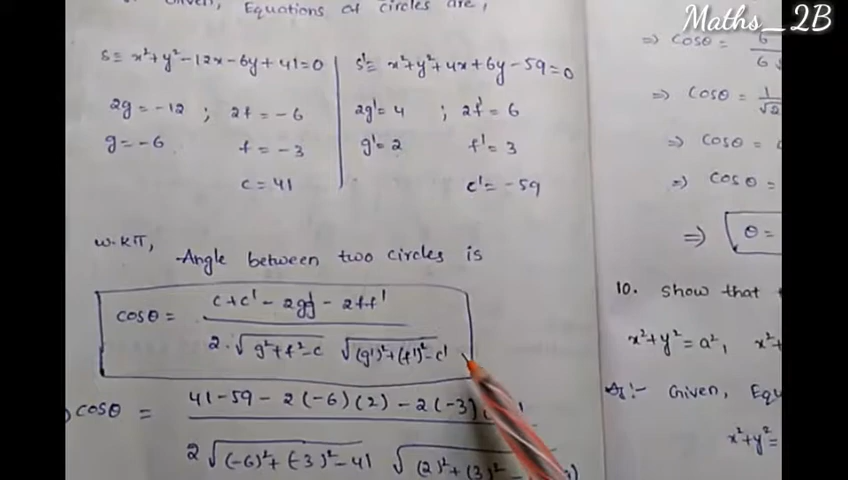 Maths_2B
Given, Equations of circles are,
S ≡ x²+y²-12x-6y+41=0
2g = -12 ; 2f = -6
g = -6 f = -3
c = 41
S' ≡ x²+y²+4x+6y-59=0
2g' = 4 ; 2f' = 6
g' = 2 f' = 3
c' = -59
w.k.T,
Angle between two circles is
cosθ = c+c'-2gg'-2ff' / 2.√g²+f²-c √(g')²+(f')²-c'
cosθ = 41-59-2(-6)(2)-2(-3)
2√(-6)²+(-3)²-41 √(2)²+(3)²-
⇒ cosθ = 6
6
⇒ cosθ = 1/√2
⇒ cosθ =
⇒ cosθ =
⇒ θ =
10. Show that
x²+y²=a², x²+
Given, Equ
x²+y²=